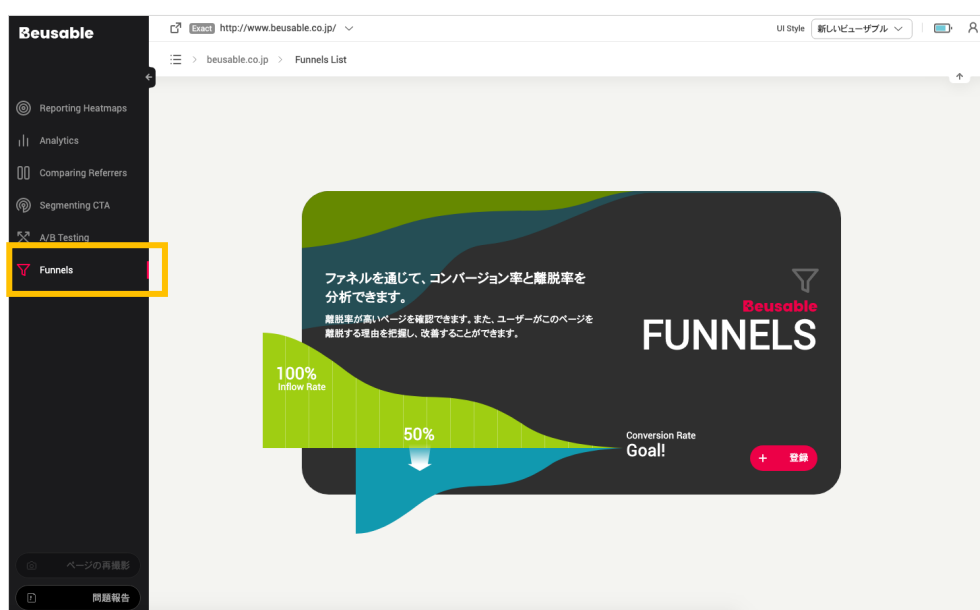 Beusable
Exact http://www.beusable.co.jp/
UI Style 新しいビューザブル
beusable.co.jp > Funnels List
Reporting Heatmaps
Analytics
Comparing Referrers
Segmenting CTA
A/B Testing
Funnels
ファネルを通じて、コンバージョン率と離脱率を
分析できます。
離脱率が高いページを確認できます。また、ユーザーがこのページを
離脱する理由を把握し、改善することができます。
Beusable
FUNNELS
100%
Inflow Rate
50%
Conversion Rate
Goal!
+ 登録
ページの再撮影
問題報告